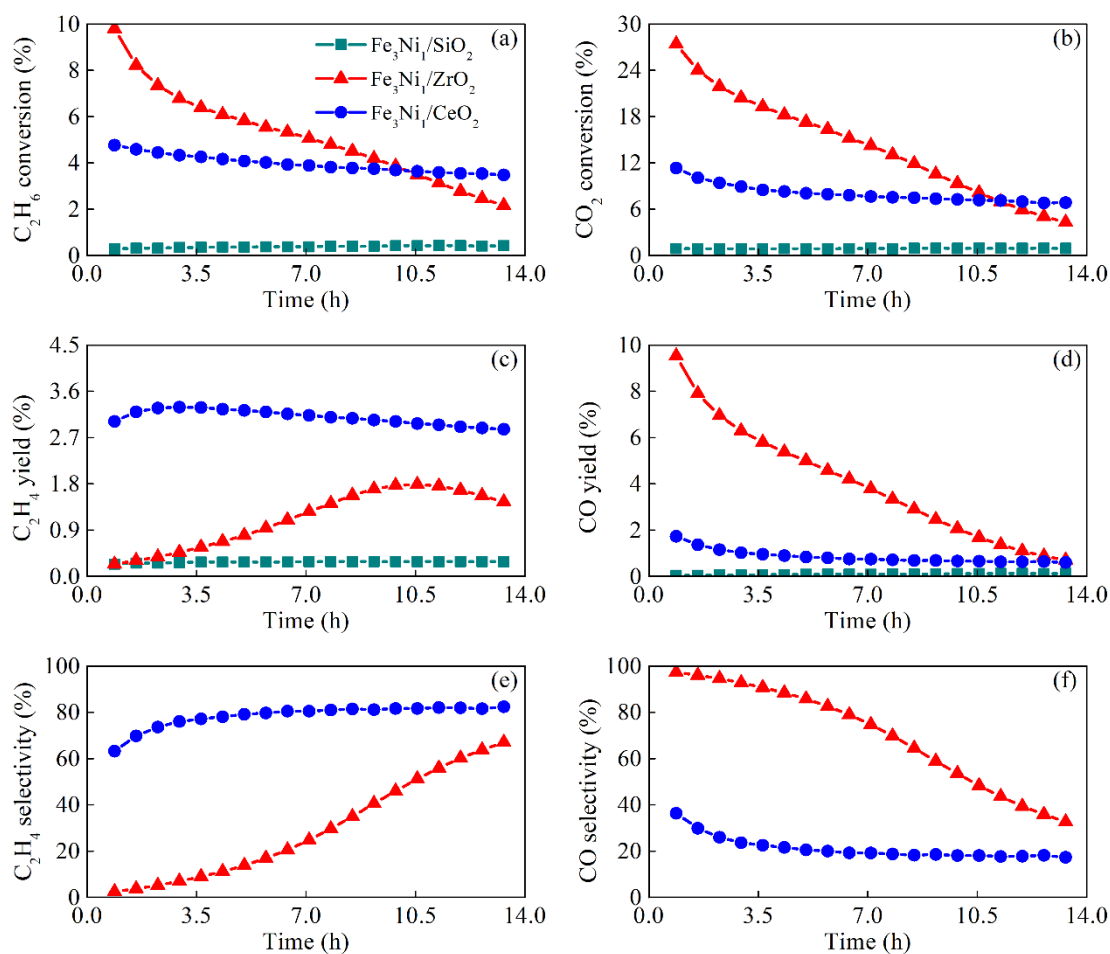 (a)
C₂H₆ conversion (%)
10
8
6
4
2
0
Fe₃Ni₁/SiO₂
Fe₃Ni₁/ZrO₂
Fe₃Ni₁/CeO₂
0.0 3.5 7.0 10.5 14.0
Time (h)
(b)
CO₂ conversion (%)
30
24
18
12
6
0
0.0 3.5 7.0 10.5 14.0
Time (h)
(c)
C₂H₄ yield (%)
4.5
3.6
2.7
1.8
0.9
0.0
0.0 3.5 7.0 10.5 14.0
Time (h)
(d)
CO yield (%)
10
8
6
4
2
0
0.0 3.5 7.0 10.5 14.0
Time (h)
(e)
C₂H₄ selectivity (%)
100
80
60
40
20
0
0.0 3.5 7.0 10.5 14.0
Time (h)
(f)
CO selectivity (%)
100
80
60
40
20
0
0.0 3.5 7.0 10.5 14.0
Time (h)